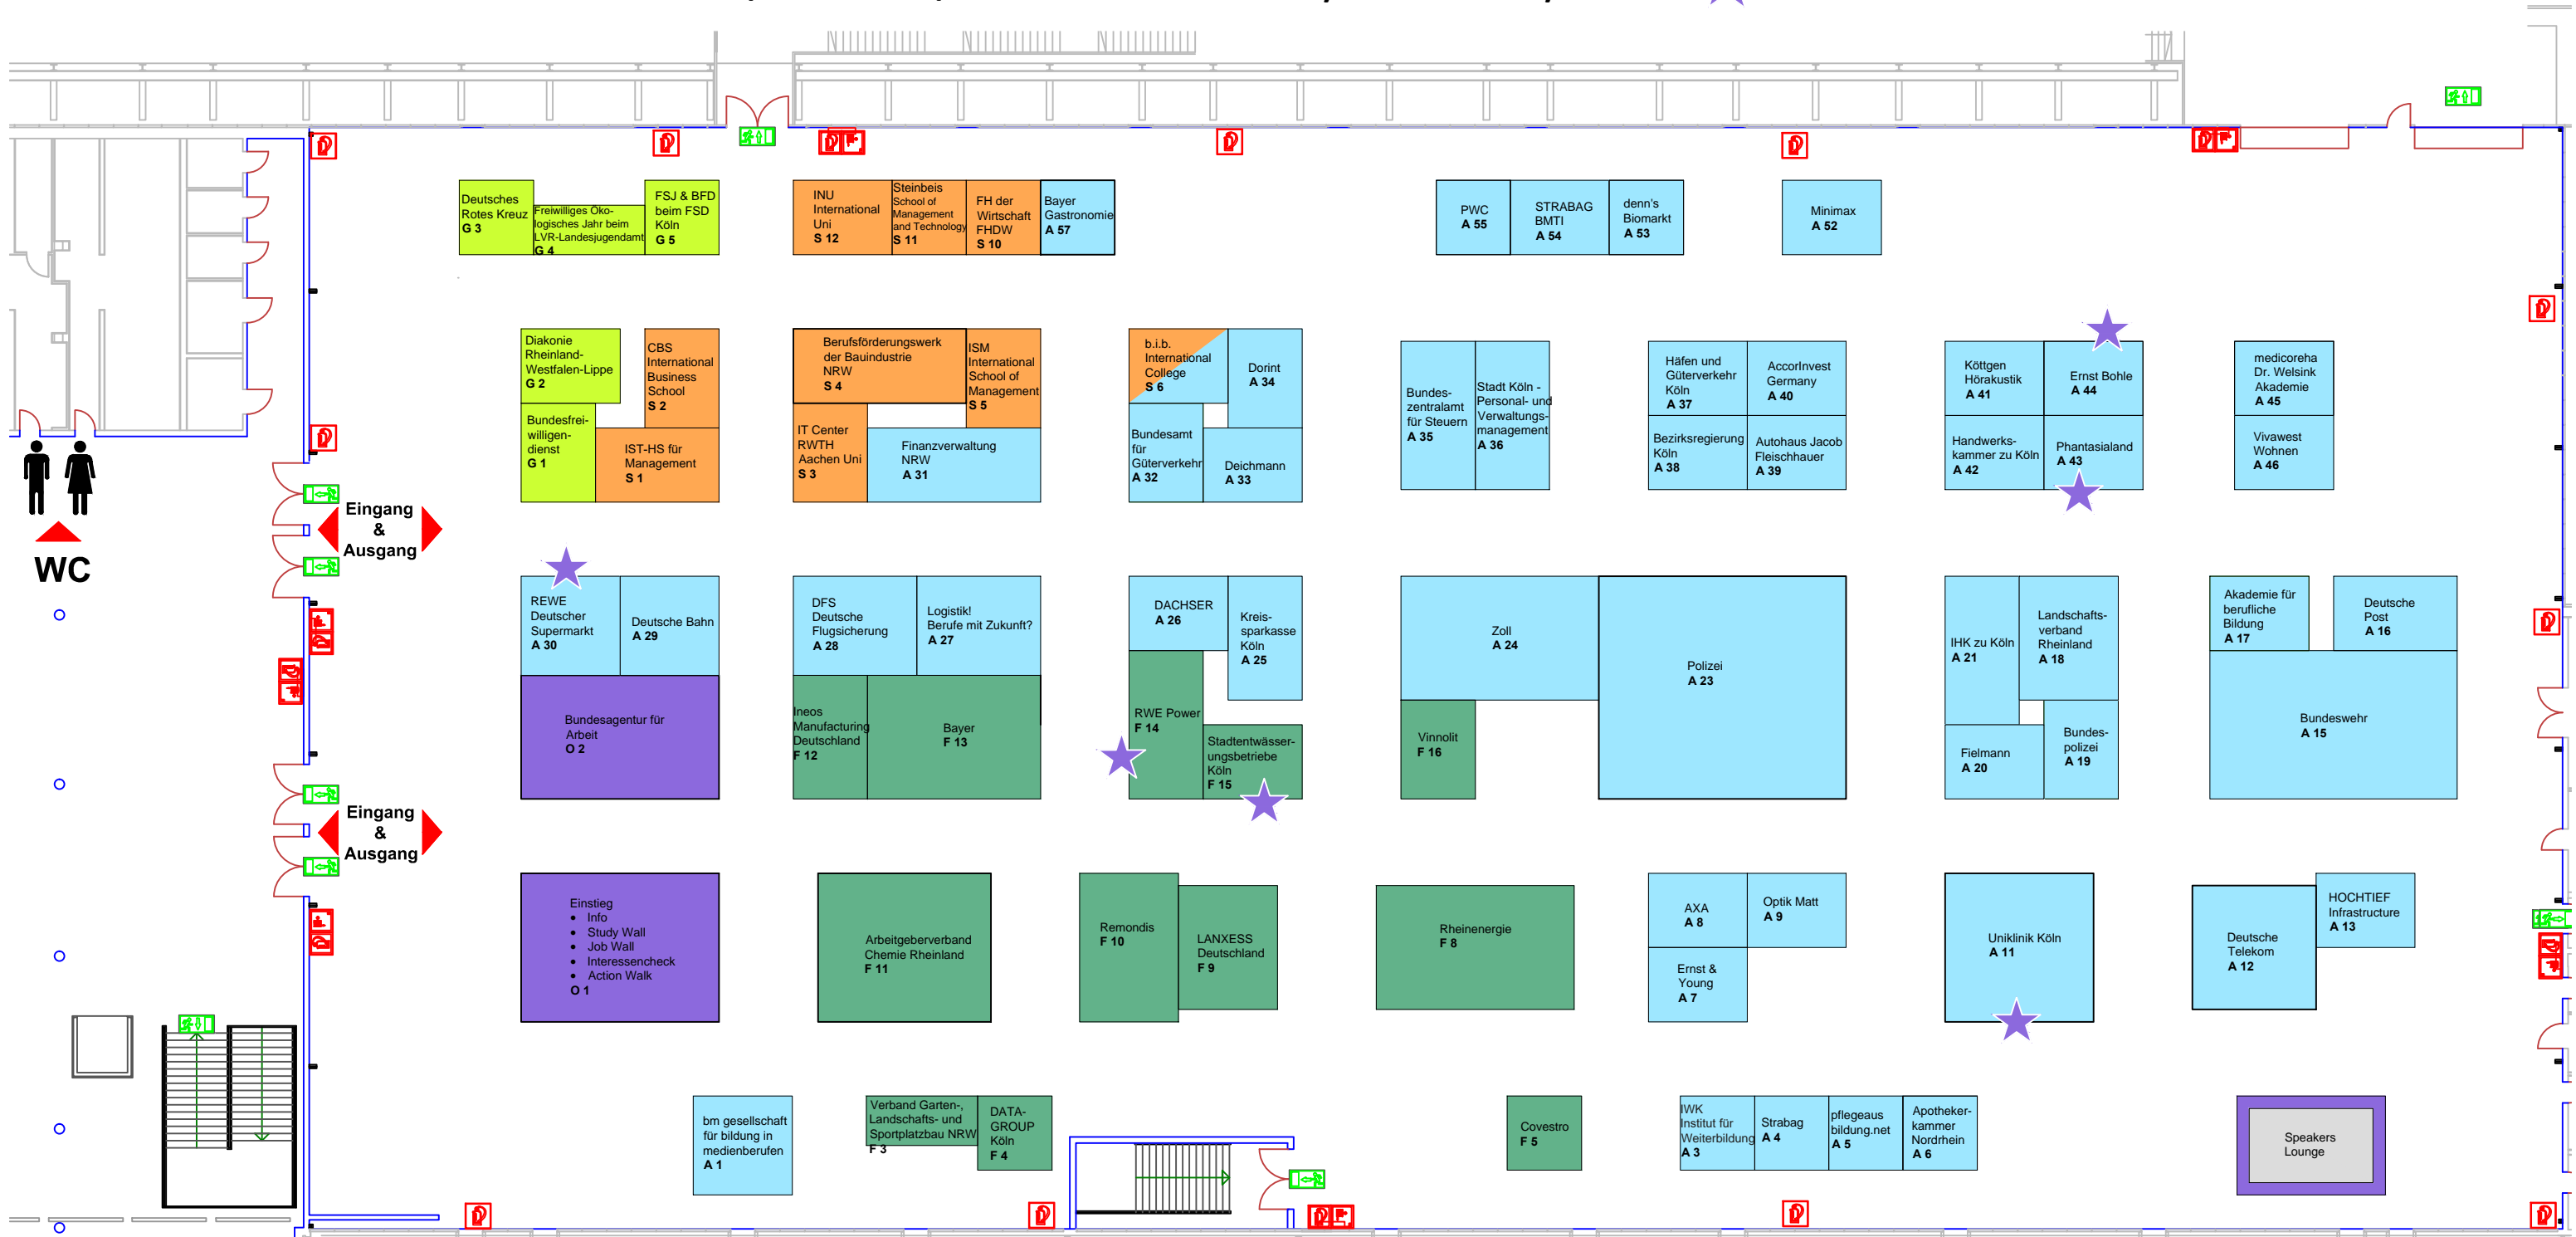 Deutsches
Rotes Kreuz
G 3
Freiwilliges Öko-
logisches Jahr beim
LVR-Landesjugendamt
G 4
FSJ & BFD
beim FSD
Köln
G 5
INU
International
Uni
S 12
Steinbeis
School of
Management
and Technology
S 11
FH der
Wirtschaft
FHDW
S 10
Bayer
Gastronomie
A 57
PWC
A 55
STRABAG
BMTI
A 54
denn's
Biomarkt
A 53
Minimax
A 52
Diakonie
Rheinland-
Westfalen-Lippe
G 2
CBS
International
Business
School
S 2
Bundesfrei-
willigen-
dienst
G 1
IST-HS für
Management
S 1
Berufsförderungswerk
der Bauindustrie
NRW
S 4
ISM
International
School of
Management
S 5
IT Center
RWTH
Aachen Uni
S 3
Finanzverwaltung
NRW
A 31
b.i.b.
International
College
S 6
Dorint
A 34
Bundesamt
für
Güterverkehr
A 32
Deichmann
A 33
Bundes-
zentralamt
für Steuern
A 35
Stadt Köln -
Personal- und
Verwaltungs-
management
A 36
Häfen und
Güterverkehr
Köln
A 37
AccorInvest
Germany
A 40
Bezirksregierung
Köln
A 38
Autohaus Jacob
Fleischhauer
A 39
Köttgen
Hörakustik
A 41
Ernst Bohle
A 44
Handwerks-
kammer zu Köln
A 42
Phantasialand
A 43
medicoreha
Dr. Welsink
Akademie
A 45
Vivawest
Wohnen
A 46
WC
Eingang
&
Ausgang
REWE
Deutscher
Supermarkt
A 30
Deutsche Bahn
A 29
Bundesagentur für
Arbeit
O 2
DFS
Deutsche
Flugsicherung
A 28
Logistik!
Berufe mit Zukunft?
A 27
Ineos
Manufacturing
Deutschland
F 12
Bayer
F 13
DACHSER
A 26
Kreis-
sparkasse
Köln
A 25
RWE Power
F 14
Stadtentwässer-
ungsbetriebe
Köln
F 15
Zoll
A 24
Polizei
A 23
Vinnolit
F 16
IHK zu Köln
A 21
Landschafts-
verband
Rheinland
A 18
Fielmann
A 20
Bundes-
polizei
A 19
Akademie für
berufliche
Bildung
A 17
Deutsche
Post
A 16
Bundeswehr
A 15
Eingang
&
Ausgang
Einstieg
• Info
• Study Wall
• Job Wall
• Interessencheck
• Action Walk
O 1
Arbeitgeberverband
Chemie Rheinland
F 11
Remondis
F 10
LANXESS
Deutschland
F 9
Rheinenergie
F 8
AXA
A 8
Optik Matt
A 9
Ernst &
Young
A 7
Uniklinik Köln
A 11
Deutsche
Telekom
A 12
HOCHTIEF
Infrastructure
A 13
bm gesellschaft
für bildung in
medienberufen
A 1
Verband Garten-,
Landschafts- und
Sportplatzbau NRW
F 3
DATA-
GROUP
Köln
F 4
Covestro
F 5
IWK
Institut für
Weiterbildung
A 3
Strabag
A 4
pflegeaus
bildung.net
A 5
Apotheker-
kammer
Nordrhein
A 6
Speakers
Lounge